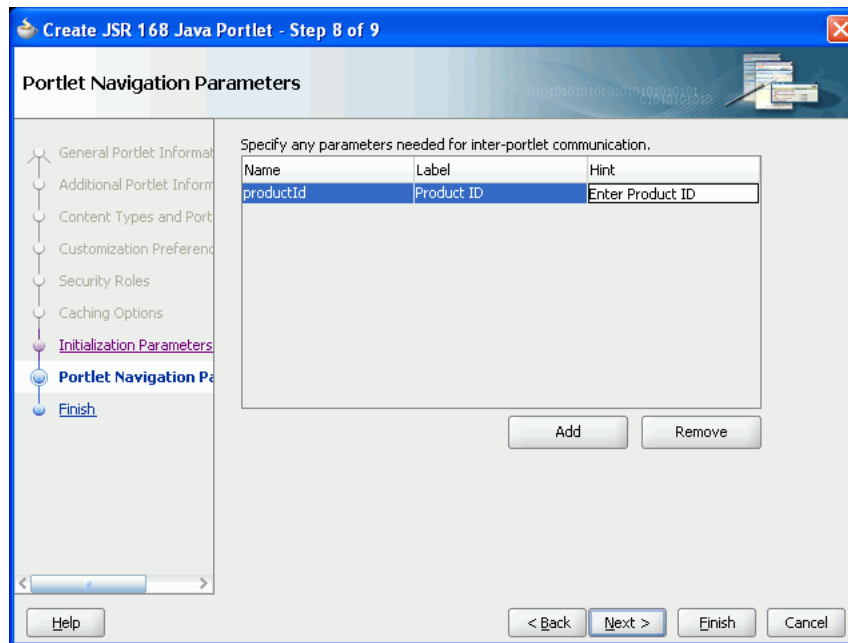 Create JSR 168 Java Portlet - Step 8 of 9
Portlet Navigation Parameters
General Portlet Informat
Additional Portlet Inform
Content Types and Port
Customization Preferenc
Security Roles
Caching Options
Initialization Parameters
Portlet Navigation Pa
Finish
Specify any parameters needed for inter-portlet communication.
Name Label Hint
productId Product ID Enter Product ID
Add Remove
Help < Back Next > Finish Cancel